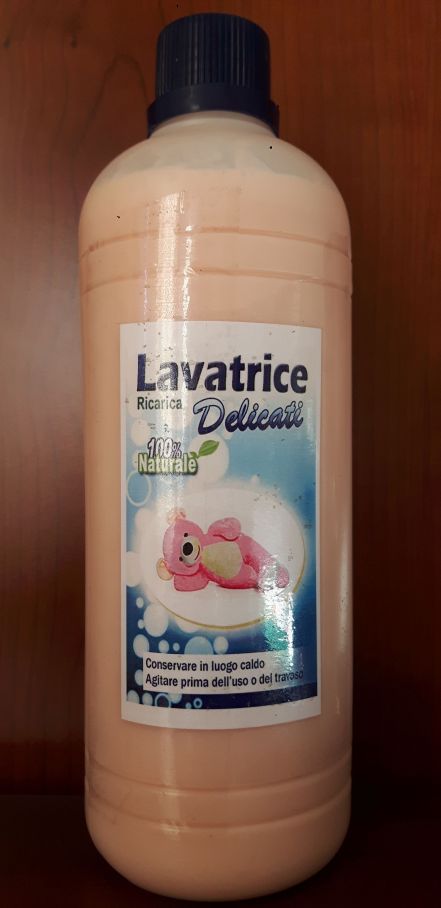 Lavatrice
Ricarica Delicati
100%
Naturale
Conservare in luogo caldo
Agitare prima dell'uso o del travaso